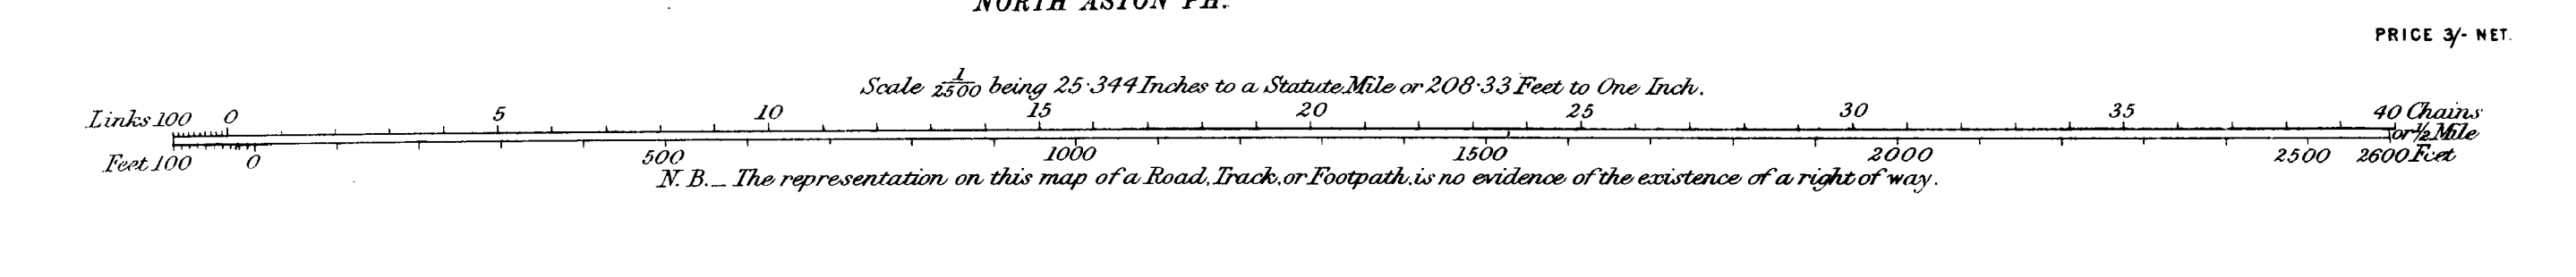 NORTH ASTON PH.
PRICE 3/- NET.
Scale 1/2500 being 25·344 Inches to a Statute Mile or 208·33 Feet to One Inch.
Links 100 0 5 10 15 20 25 30 35 40 Chains
or 1/2 Mile
Feet 100 0 500 1000 1500 2000 2500 2600 Feet
N. B.— The representation on this map of a Road, Track, or Footpath, is no evidence of the existence of a right of way.